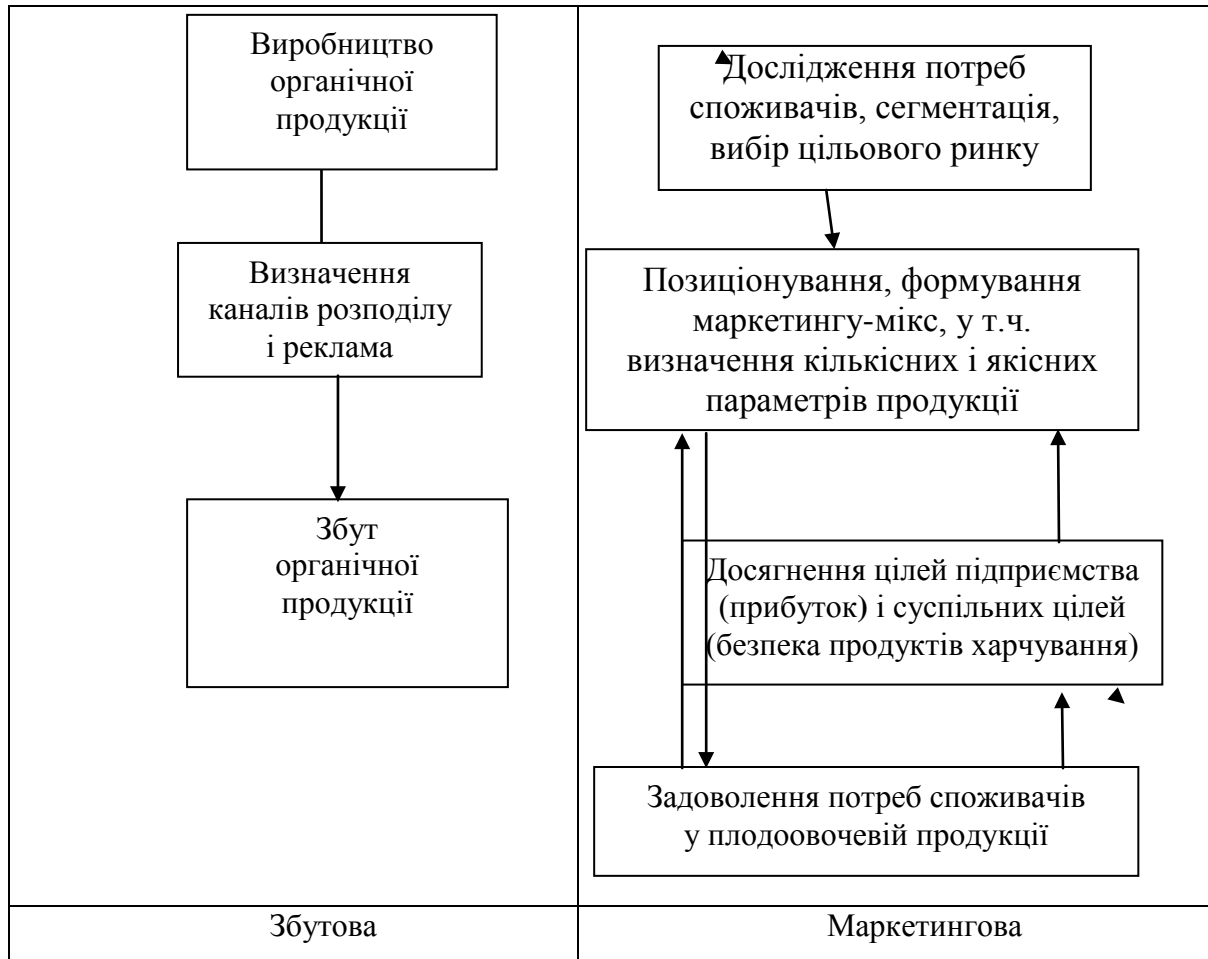 Виробництво
органічної
продукції
Визначення
каналів розподілу
і реклама
Збут
органічної
продукції
Дослідження потреб
споживачів, сегментація,
вибір цільового ринку
Позиціонування, формування
маркетингу-мікс, у т.ч.
визначення кількісних і якісних
параметрів продукції
Досягнення цілей підприємства
(прибуток) і суспільних цілей
(безпека продуктів харчування)
Задоволення потреб споживачів
у плодоовочевій продукції
Збутова
Маркетингова